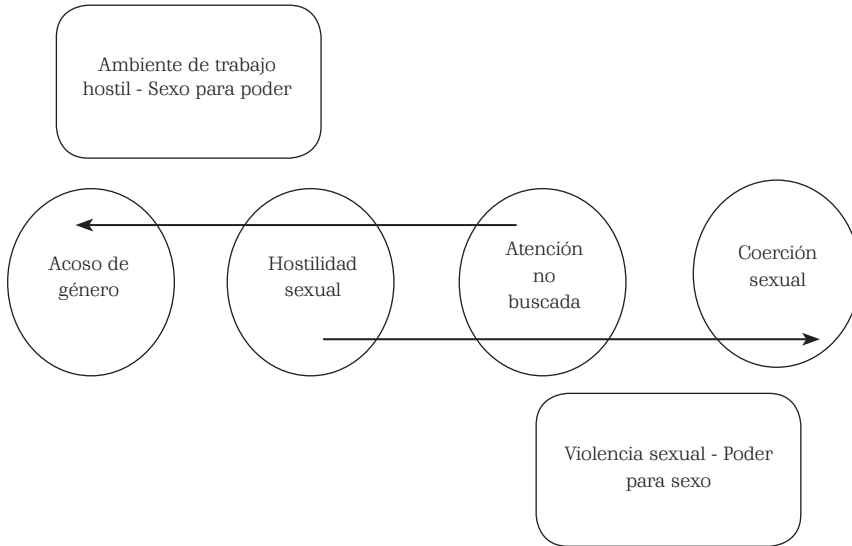 Ambiente de trabajo
hostil - Sexo para poder
Acoso de
género
Hostilidad
sexual
Atención
no
buscada
Coerción
sexual
Violencia sexual - Poder
para sexo